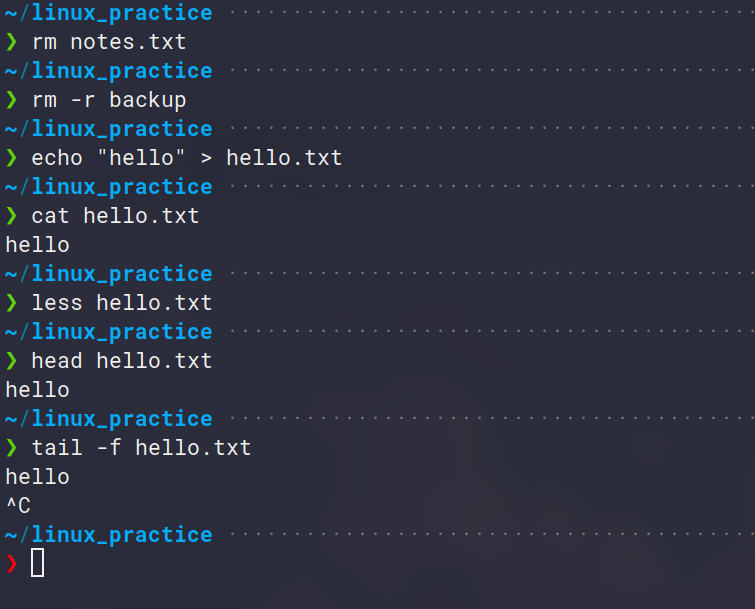 ~/linux_practice ········································
❯ rm notes.txt
~/linux_practice ········································
❯ rm -r backup
~/linux_practice ········································
❯ echo "hello" > hello.txt
~/linux_practice ········································
❯ cat hello.txt
hello
~/linux_practice ········································
❯ less hello.txt
~/linux_practice ········································
❯ head hello.txt
hello
~/linux_practice ········································
❯ tail -f hello.txt
hello
^C
~/linux_practice ········································
❯